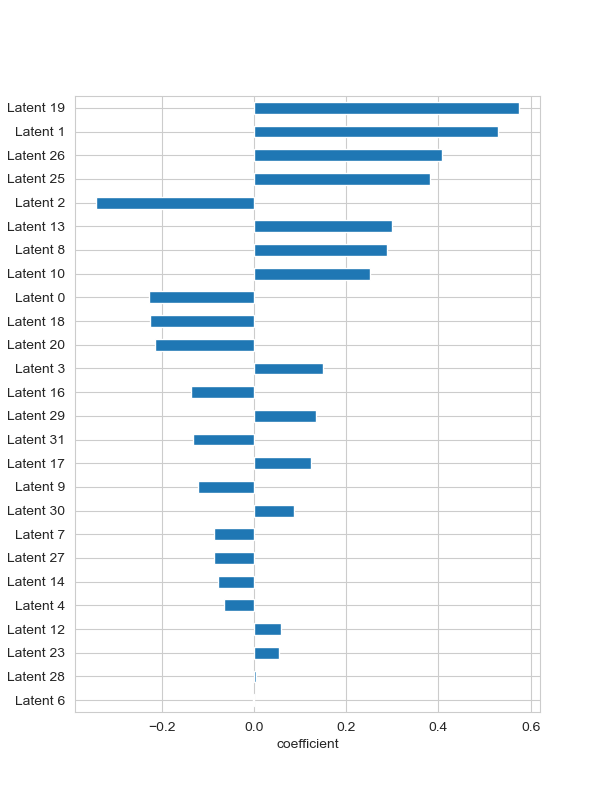 Latent 19
Latent 1
Latent 26
Latent 25
Latent 2
Latent 13
Latent 8
Latent 10
Latent 0
Latent 18
Latent 20
Latent 3
Latent 16
Latent 29
Latent 31
Latent 17
Latent 9
Latent 30
Latent 7
Latent 27
Latent 14
Latent 4
Latent 12
Latent 23
Latent 28
Latent 6
−0.2 0.0 0.2 0.4 0.6
coefficient